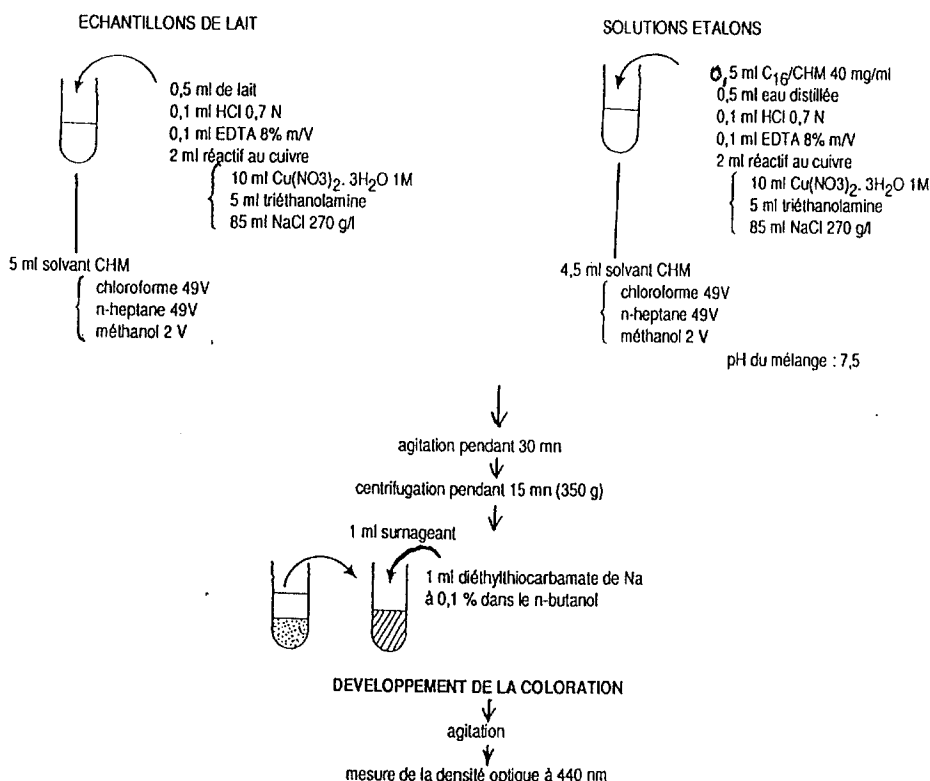 ECHANTILLONS DE LAIT
0,5 ml de lait
0,1 ml HCl 0,7 N
0,1 ml EDTA 8% m/V
2 ml réactif au cuivre
10 ml Cu(NO3)2. 3H2O 1M
5 ml triéthanolamine
85 ml NaCl 270 g/l
5 ml solvant CHM
chloroforme 49V
n-heptane 49V
méthanol 2 V
SOLUTIONS ETALONS
0,5 ml C16/CHM 40 mg/ml
0,5 ml eau distillée
0,1 ml HCl 0,7 N
0,1 ml EDTA 8% m/V
2 ml réactif au cuivre
10 ml Cu(NO3)2. 3H2O 1M
5 ml triéthanolamine
85 ml NaCl 270 g/l
4,5 ml solvant CHM
chloroforme 49V
n-heptane 49V
méthanol 2 V
pH du mélange : 7,5
agitation pendant 30 mn
centrifugation pendant 15 mn (350 g)
1 ml surnageant
1 ml diéthylthiocarbamate de Na
à 0,1 % dans le n-butanol
DEVELOPPEMENT DE LA COLORATION
agitation
mesure de la densité optique à 440 nm